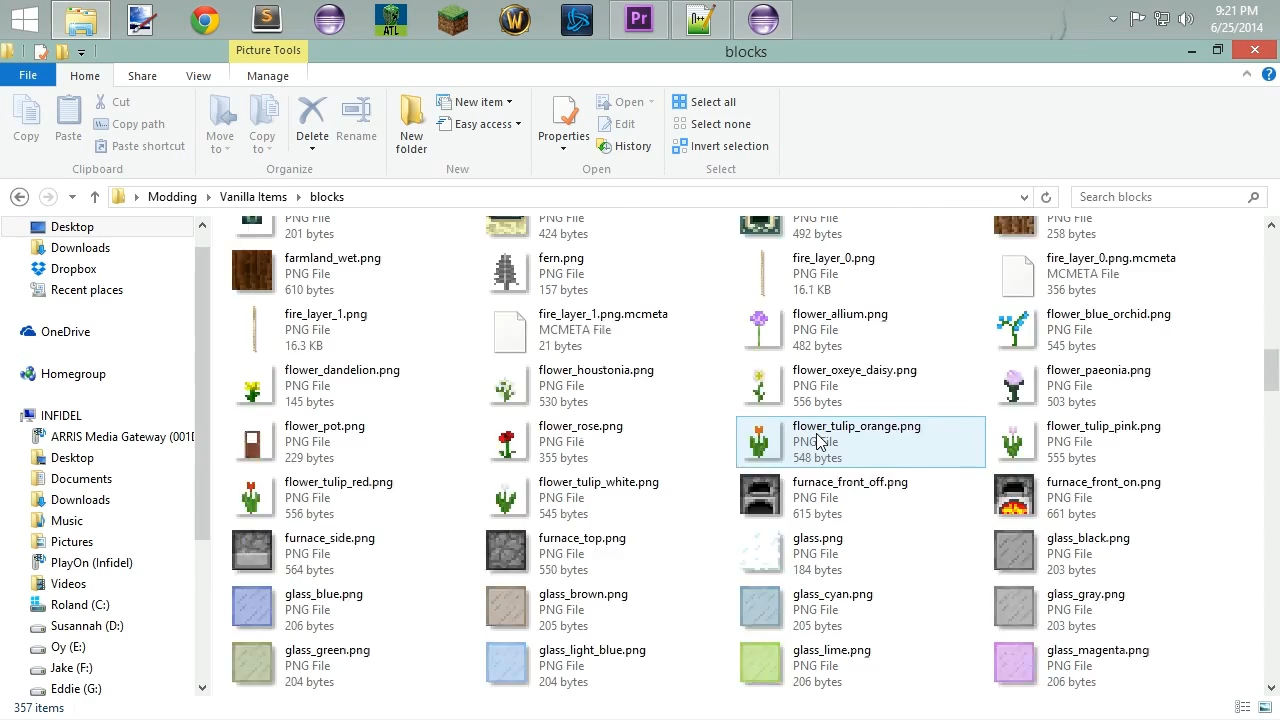 ATL
Pr
9:21 PM
6/25/2014
Picture Tools
blocks
File
Home
Share
View
Manage
Copy
Paste
Cut
Copy path
Paste shortcut
Clipboard
Move to
Copy to
Delete
Rename
Organize
New folder
New item
Easy access
New
Properties
Open
Edit
History
Open
Select all
Select none
Invert selection
Select
Modding
Vanilla Items
blocks
Search blocks
Desktop
Downloads
Dropbox
Recent places
OneDrive
Homegroup
INFIDEL
ARRIS Media Gateway (001D
Desktop
Documents
Downloads
Music
Pictures
PlayOn (Infidel)
Videos
Roland (C:)
Susannah (D:)
Oy (E:)
Jake (F:)
Eddie (G:)
PNG File
201 bytes
PNG File
424 bytes
PNG File
492 bytes
PNG File
258 bytes
farmland_wet.png
PNG File
610 bytes
fern.png
PNG File
157 bytes
fire_layer_0.png
PNG File
16.1 KB
fire_layer_0.png.mcmeta
MCMETA File
356 bytes
fire_layer_1.png
PNG File
16.3 KB
fire_layer_1.png.mcmeta
MCMETA File
21 bytes
flower_allium.png
PNG File
482 bytes
flower_blue_orchid.png
PNG File
545 bytes
flower_dandelion.png
PNG File
145 bytes
flower_houstonia.png
PNG File
530 bytes
flower_oxeye_daisy.png
PNG File
556 bytes
flower_paeonia.png
PNG File
503 bytes
flower_pot.png
PNG File
229 bytes
flower_rose.png
PNG File
355 bytes
flower_tulip_orange.png
PNG File
548 bytes
flower_tulip_pink.png
PNG File
555 bytes
flower_tulip_red.png
PNG File
556 bytes
flower_tulip_white.png
PNG File
545 bytes
furnace_front_off.png
PNG File
615 bytes
furnace_front_on.png
PNG File
661 bytes
furnace_side.png
PNG File
564 bytes
furnace_top.png
PNG File
550 bytes
glass.png
PNG File
184 bytes
glass_black.png
PNG File
203 bytes
glass_blue.png
PNG File
206 bytes
glass_brown.png
PNG File
205 bytes
glass_cyan.png
PNG File
205 bytes
glass_gray.png
PNG File
203 bytes
glass_green.png
PNG File
204 bytes
glass_light_blue.png
PNG File
204 bytes
glass_lime.png
PNG File
206 bytes
glass_magenta.png
PNG File
206 bytes
357 items